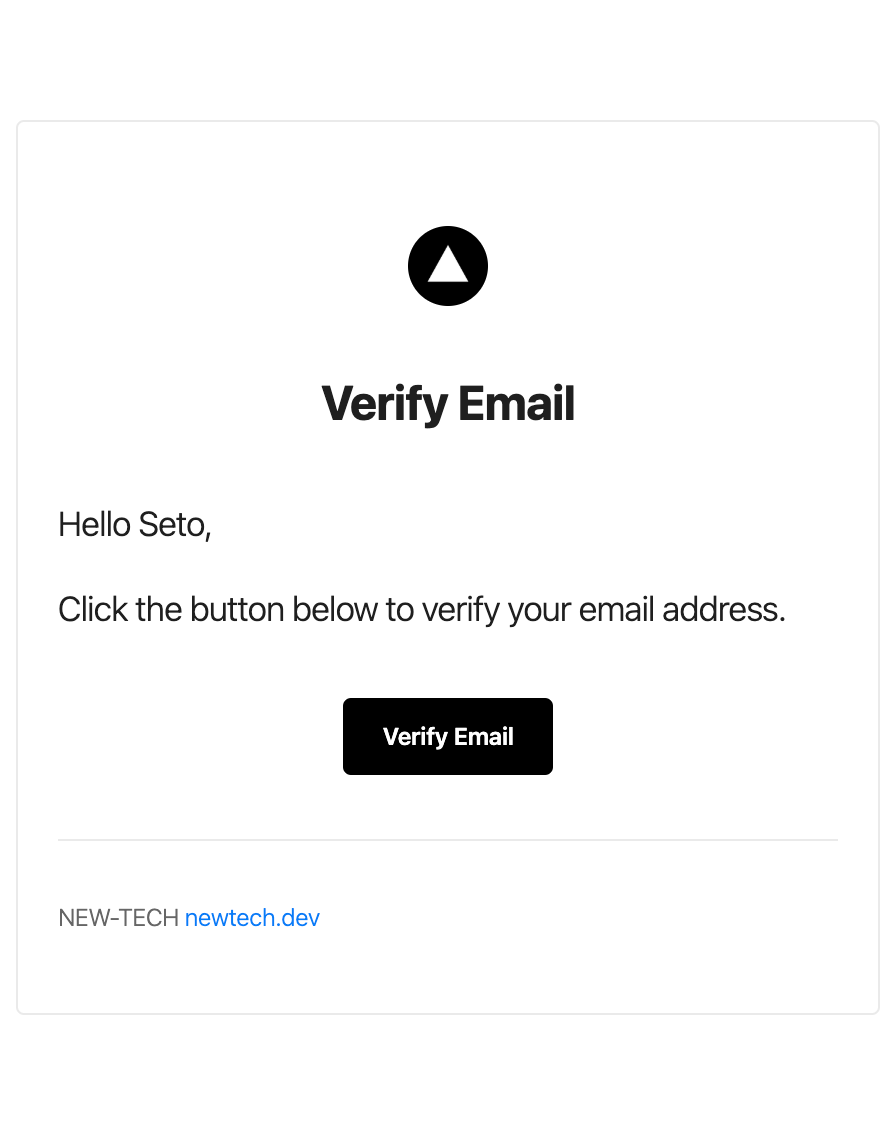 Verify Email
Hello Seto,
Click the button below to verify your email address.
Verify Email
NEW-TECH newtech.dev